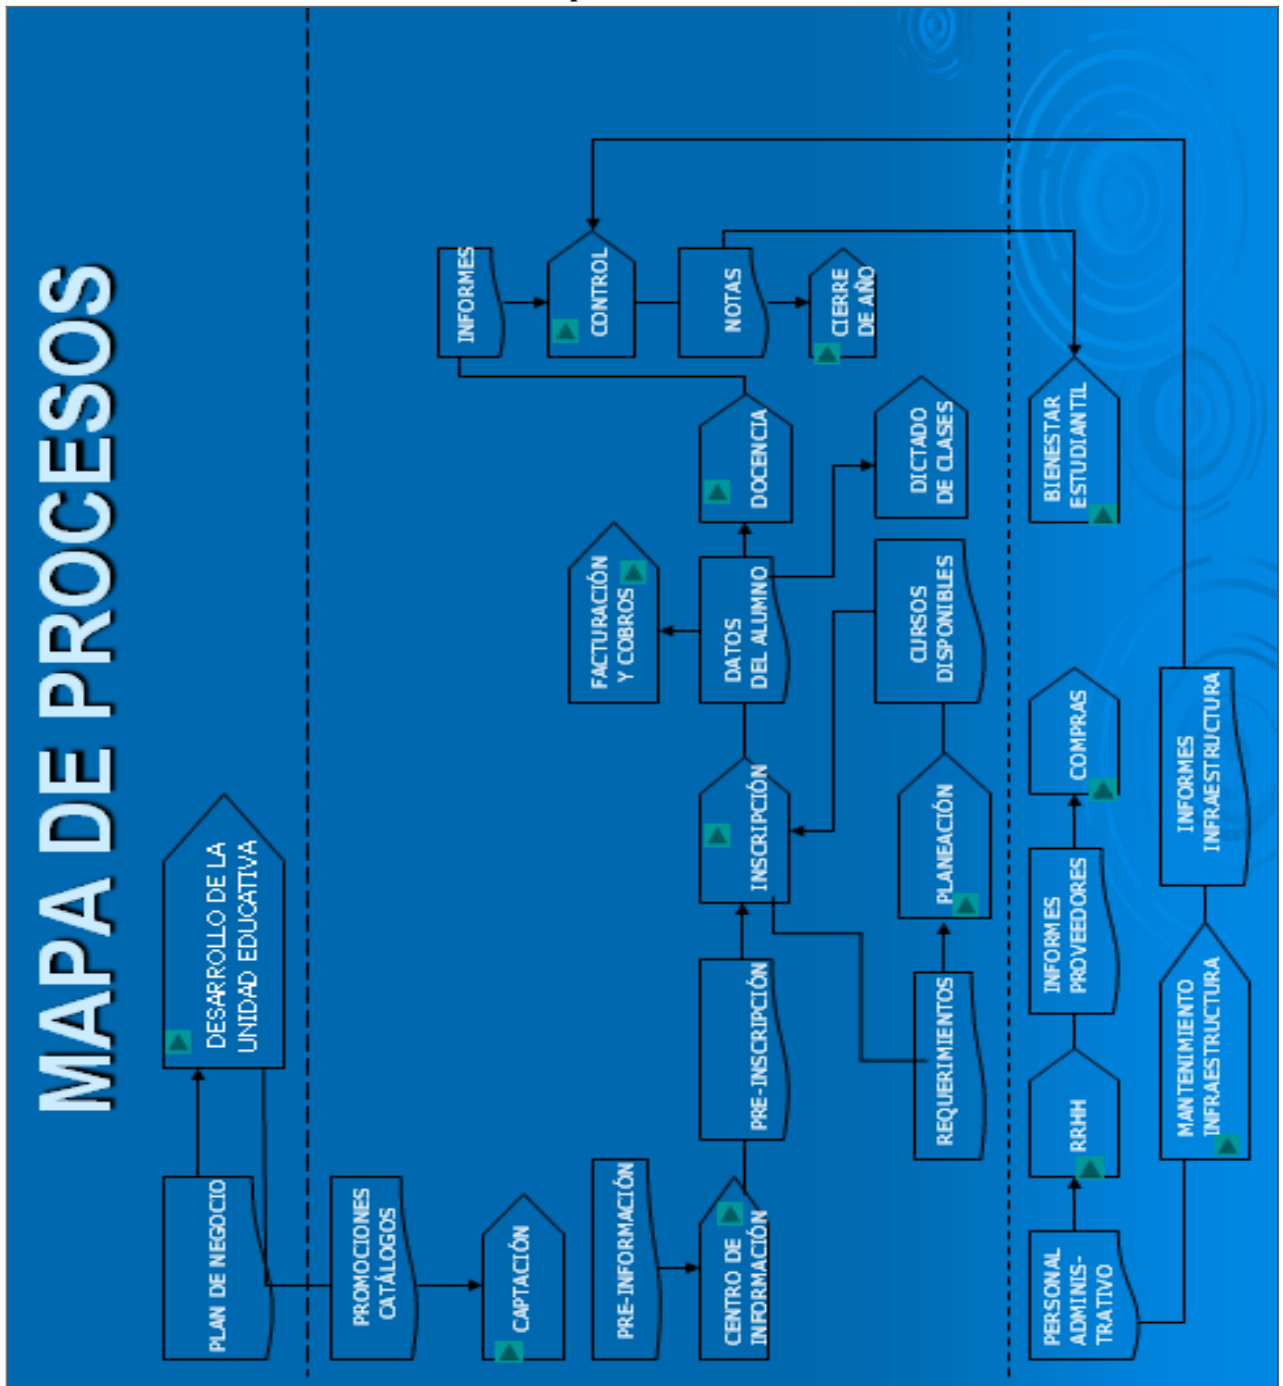 MAPA DE PROCESOS
PLAN DE NEGOCIO
DESARROLLO DE LA
UNIDAD EDUCATIVA
PROMOCIONES
CATÁLOGOS
CAPTACIÓN
PRE-INFORMACIÓN
CENTRO DE
INFORMACIÓN
PRE-INSCRIPCIÓN
INSCRIPCIÓN
FACTURACIÓN
Y COBROS
DATOS
DEL ALUMNO
DOCENCIA
INFORMES
CONTROL
NOTAS
CIERRE
DE AÑO
DICTADO
DE CLASES
CURSOS
DISPONIBLES
PLANEACIÓN
REQUERIMIENTOS
PERSONAL
ADMINIS-
TRATIVO
RRHH
INFORMES
PROVEEDORES
COMPRAS
BIENESTAR
ESTUDIANTIL
MANTENIMIENTO
INFRAESTRUCTURA
INFORMES
INFRAESTRUCTURA